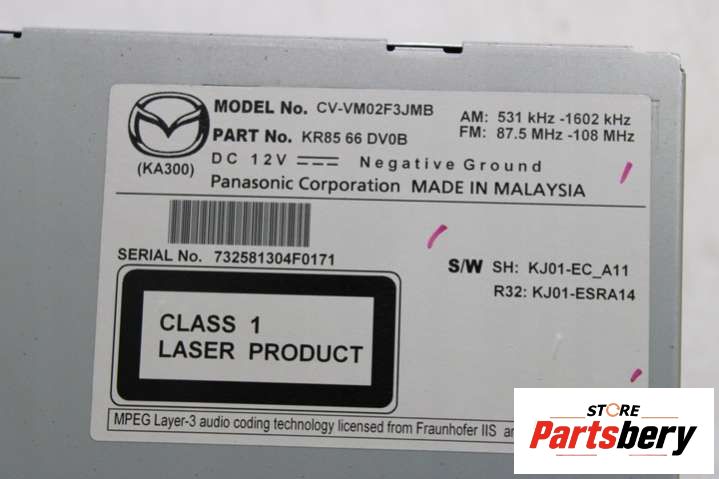 MODEL No. CV-VM02F3JMB
AM: 531 kHz -1602 kHz
PART No. KR85 66 DV0B
FM: 87.5 MHz -108 MHz
(KA300)
DC 12V Negative Ground
Panasonic Corporation MADE IN MALAYSIA
SERIAL No. 732581304F0171
S/W SH: KJ01-EC_A11
R32: KJ01-ESRA14
CLASS 1
LASER PRODUCT
MPEG Layer-3 audio coding technology licensed from Fraunhofer IIS
STORE
Partsbery